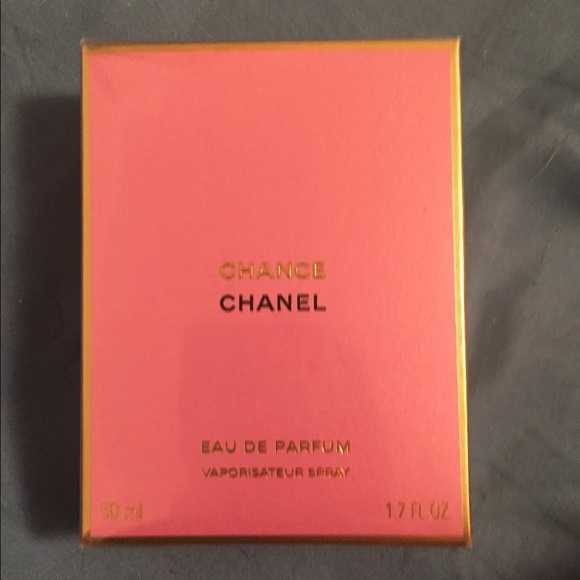 CHANCE
CHANEL
EAU DE PARFUM
VAPORISATEUR SPRAY
50 ml 1.7 FL.OZ